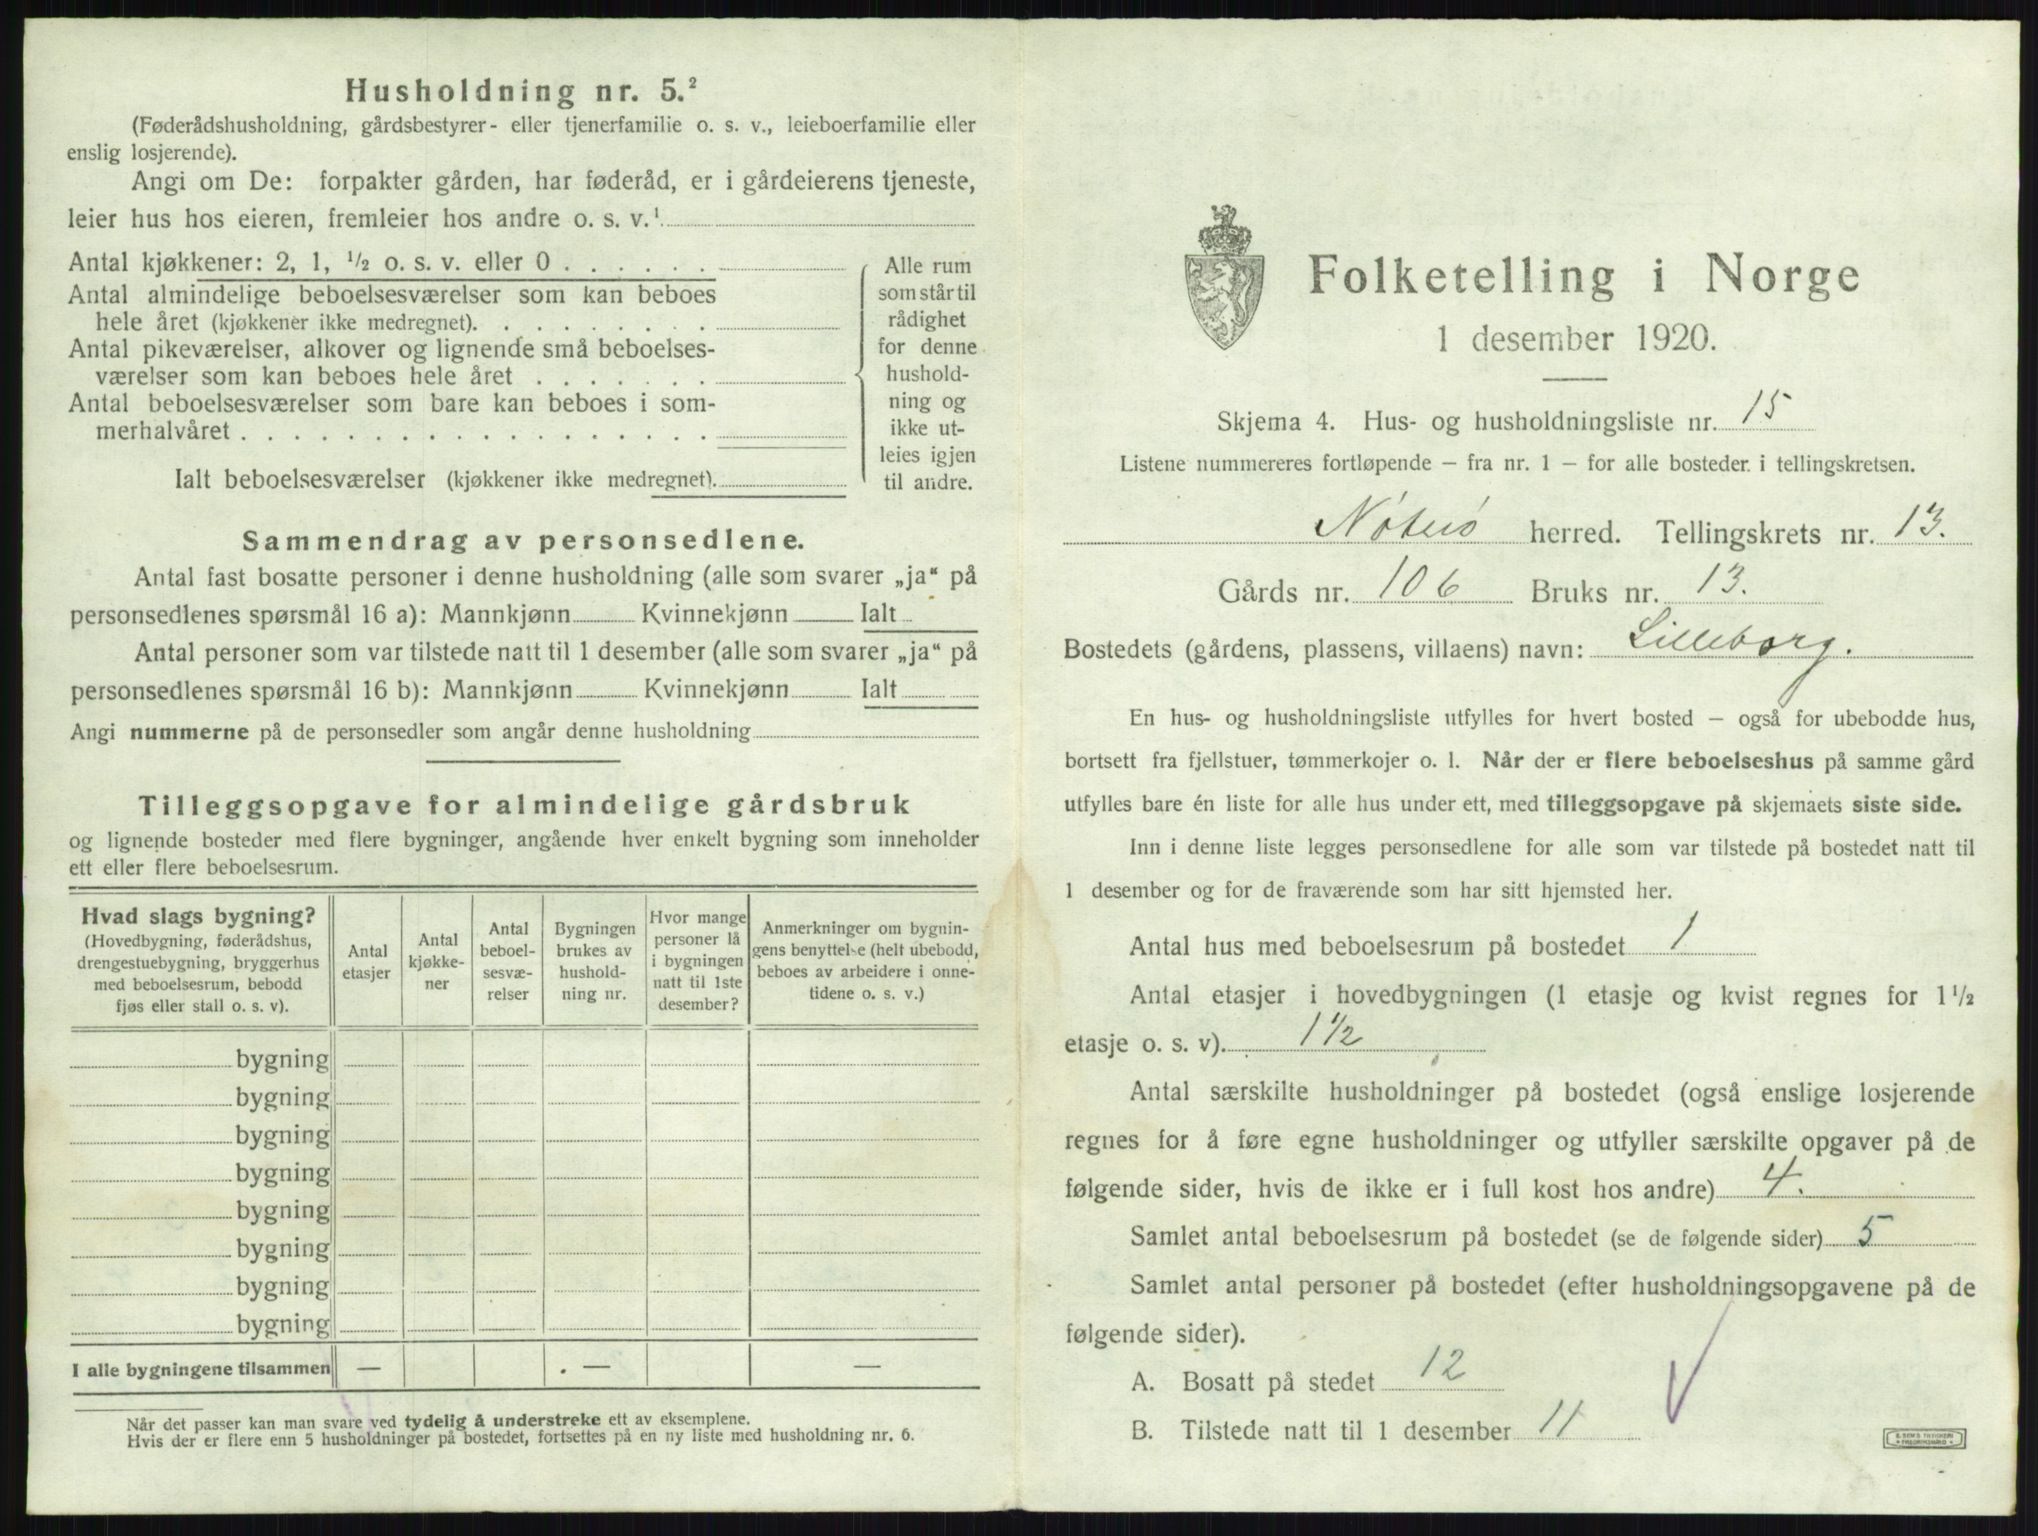 Husholdning nr. 5.²
(Føderådshusholdning, gårdsbestyrer- eller tjenerfamilie o. s. v., leieboerfamilie eller
enslig losjerende).
Angi om De: forpakter gården, har føderåd, er i gårdeierens tjeneste,
leier hus hos eieren, fremleier hos andre o. s. v.¹
Antal kjøkkener: 2, 1, ¹/₂ o. s. v. eller 0 . . . . . .
Antal almindelige beboelsesværelser som kan beboes
hele året (kjøkkener ikke medregnet). . . . . . . . .
Antal pikeværelser, alkover og lignende små beboelses-
værelser som kan beboes hele året . . . . . . .
Antal beboelsesværelser som bare kan beboes i som-
merhalvåret . . . . . . . . . . . . . . . . . .
Ialt beboelsesværelser (kjøkkener ikke medregnet).
Alle rum
som står til
rådighet
for denne
hushold-
ning og
ikke ut-
leies igjen
til andre.
Sammendrag av personsedlene.
Antal fast bosatte personer i denne husholdning (alle som svarer „ja“ på
personsedlenes spørsmål 16 a): Mannkjønn Kvinnekjønn Ialt
Antal personer som var tilstede natt til 1 desember (alle som svarer „ja“ på
personsedlenes spørsmål 16 b): Mannkjønn Kvinnekjønn Ialt
Angi nummerne på de personsedler som angår denne husholdning
Tilleggsopgave for almindelige gårdsbruk
og lignende bosteder med flere bygninger, angående hver enkelt bygning som inneholder
ett eller flere beboelsesrum.
Hvad slags bygning?
(Hovedbygning, føderådshus,
drengestuebygning, bryggerhus
med beboelsesrum, bebodd
fjøs eller stall o. s. v).
Antal
etasjer
Antal
kjøkke-
ner
Antal
beboel-
sesvæ-
relser
Bygningen
brukes av
hushold-
ning nr.
Hvor mange
personer lå
i bygningen
natt til 1ste
desember?
Anmerkninger om bygnin-
gens benyttelse (helt ubebodd,
beboes av arbeidere i onne-
tidene o. s. v.)
bygning
bygning
bygning
bygning
bygning
bygning
bygning
bygning
I alle bygningene tilsammen — — —
Når det passer kan man svare ved tydelig å understreke ett av eksemplene.
Hvis der er flere enn 5 husholdninger på bostedet, fortsettes på en ny liste med husholdning nr. 6.
Folketelling i Norge
1 desember 1920.
Skjema 4. Hus- og husholdningsliste nr. 15
Listene nummereres fortløpende – fra nr. 1 – for alle bosteder i tellingskretsen.
Nøterø herred. Tellingskrets nr. 13.
Gårds nr. 106 Bruks nr. 13.
Bostedets (gårdens, plassens, villaens) navn: Lilleborg.
En hus- og husholdningsliste utfylles for hvert bosted – også for ubebodde hus,
bortsett fra fjellstuer, tømmerkojer o. l. Når der er flere beboelseshus på samme gård
utfylles bare én liste for alle hus under ett, med tilleggsopgave på skjemaets siste side.
Inn i denne liste legges personsedlene for alle som var tilstede på bostedet natt til
1 desember og for de fraværende som har sitt hjemsted her.
Antal hus med beboelsesrum på bostedet 1
Antal etasjer i hovedbygningen (1 etasje og kvist regnes for 1 ¹/₂
etasje o. s. v). 1 1/2
Antal særskilte husholdninger på bostedet (også enslige losjerende
regnes for å føre egne husholdninger og utfyller særskilte opgaver på de
følgende sider, hvis de ikke er i full kost hos andre) 4.
Samlet antal beboelsesrum på bostedet (se de følgende sider) 5
Samlet antal personer på bostedet (efter husholdningsopgavene på de
følgende sider).
A. Bosatt på stedet 12
B. Tilstede natt til 1 desember 11